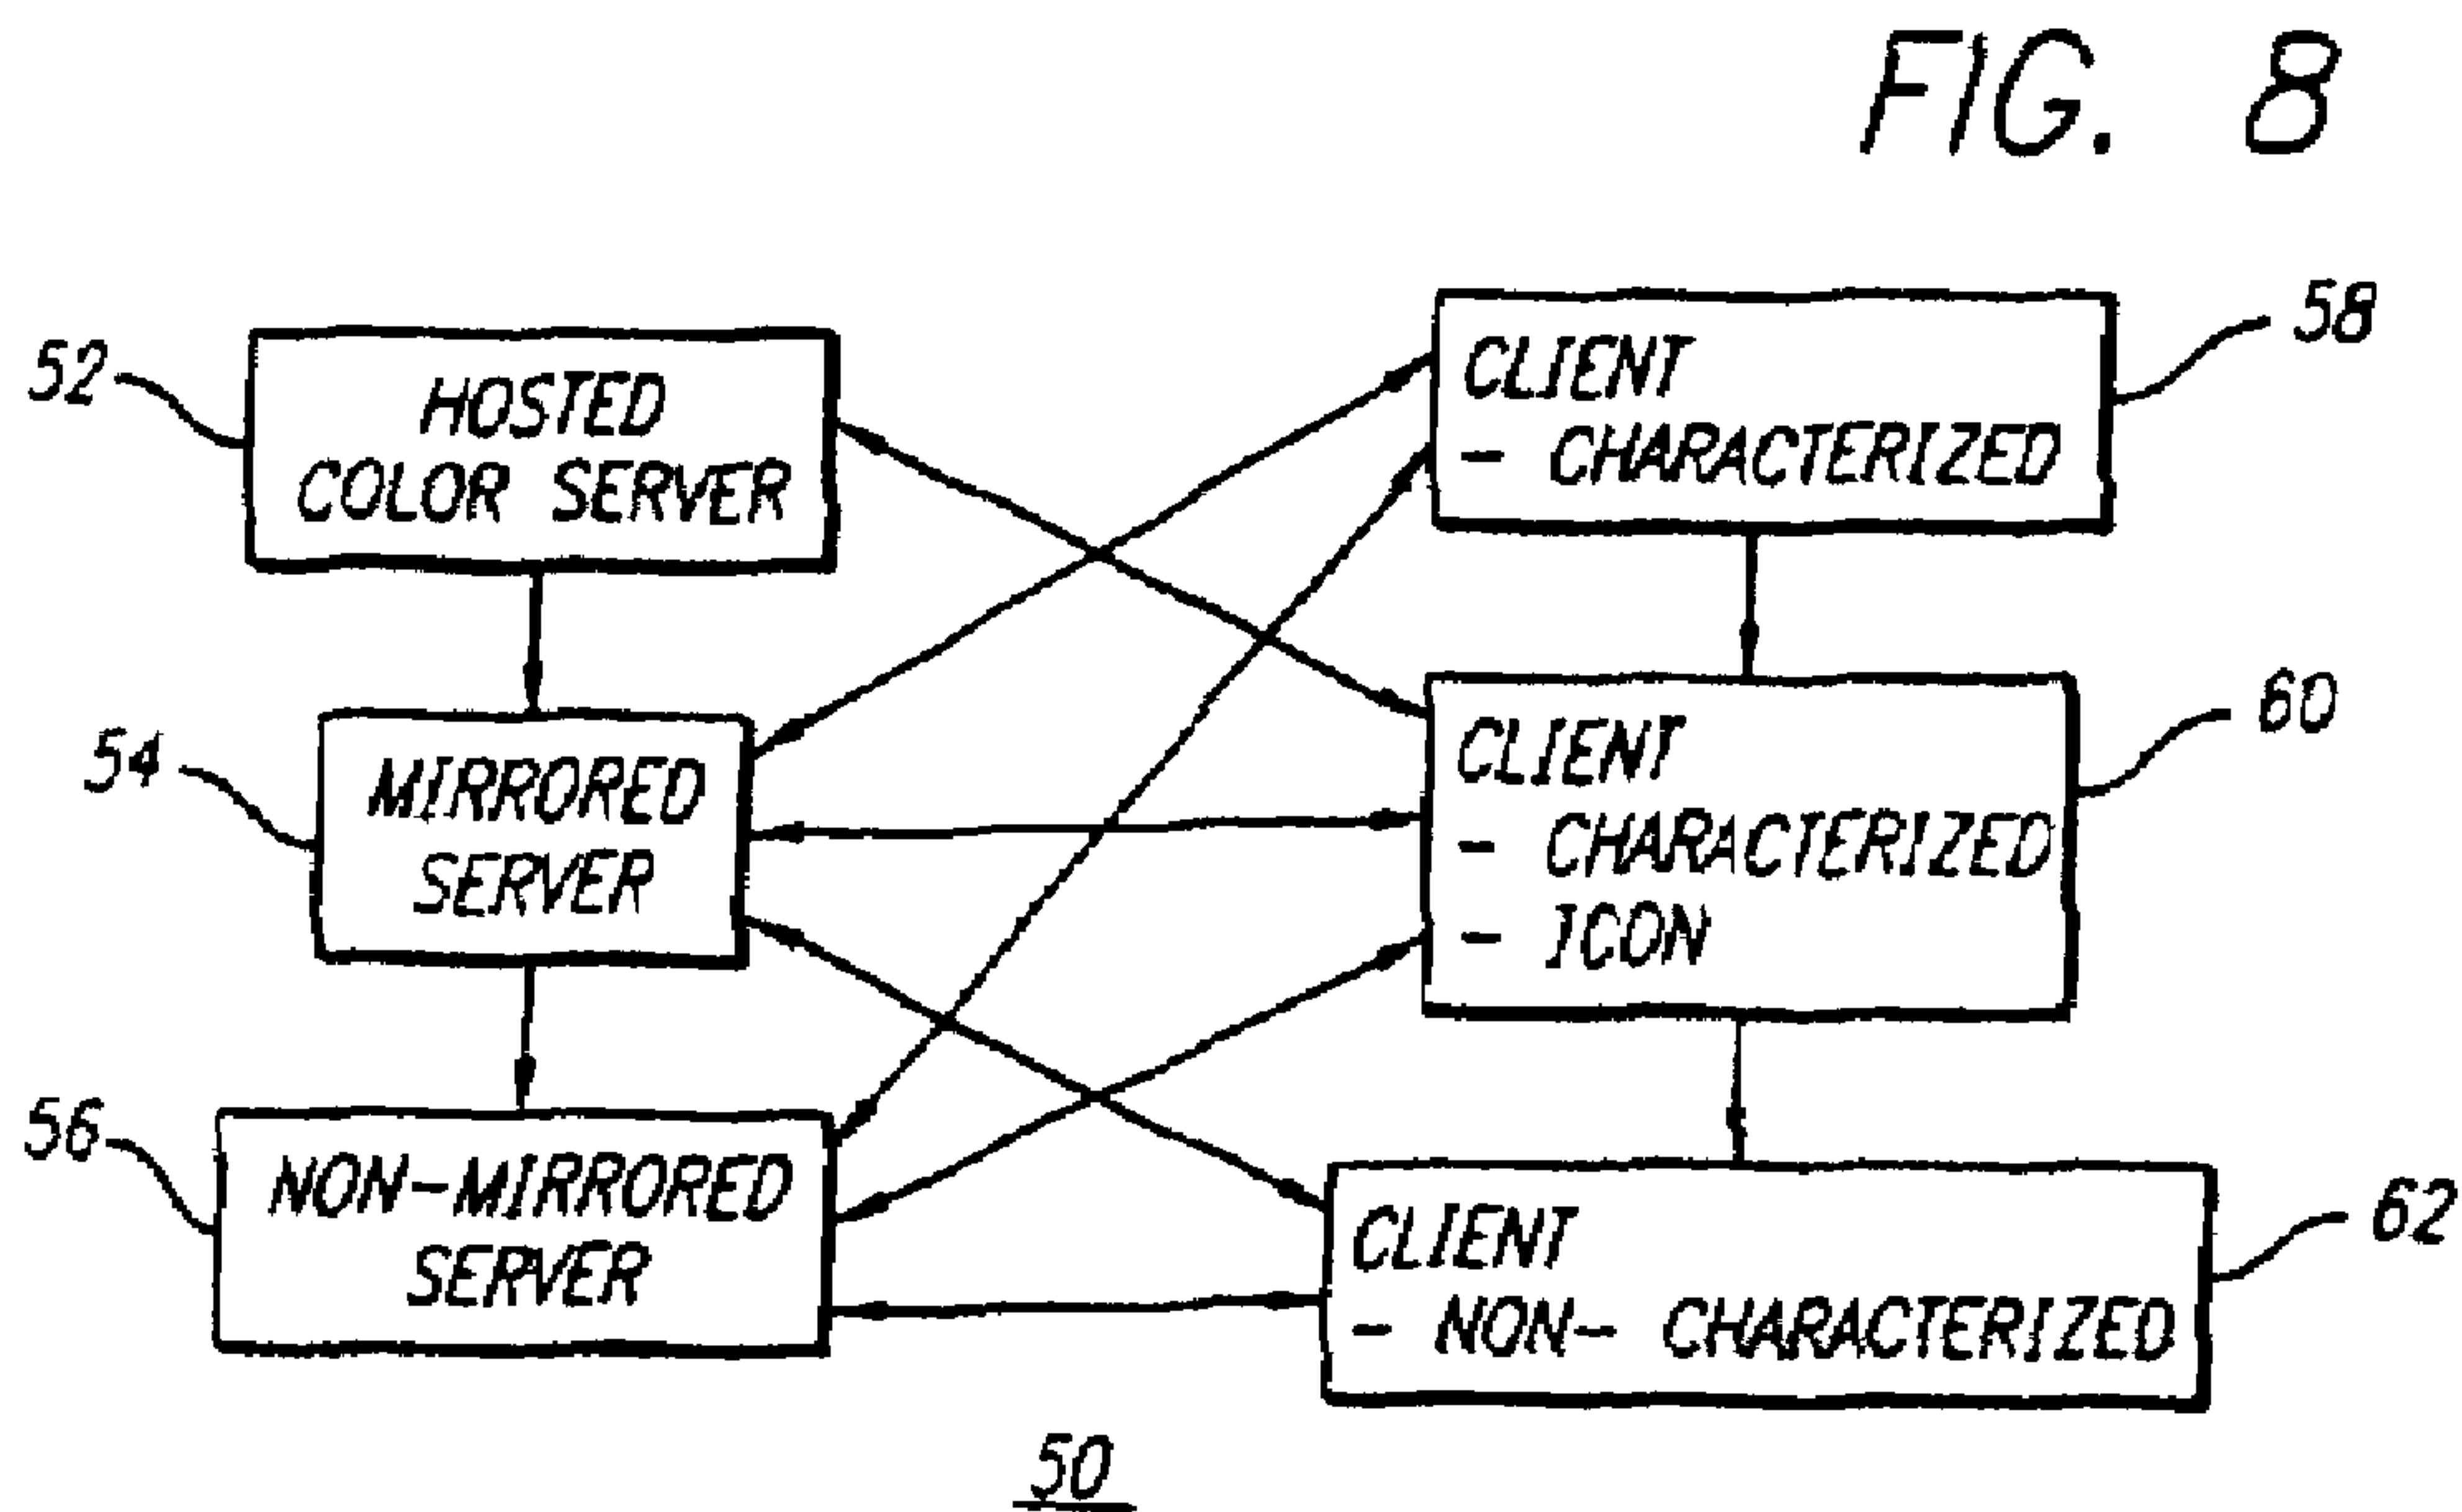 FIG. 8
52
HOSTED
COLOR SERVER
58
CLIENT
- CHARACTERIZED
54
MIRRORED
SERVER
60
CLIENT
- CHARACTERIZED
- ICON
56
NON-MIRRORED
SERVER
62
CLIENT
- NON- CHARACTERIZED
50